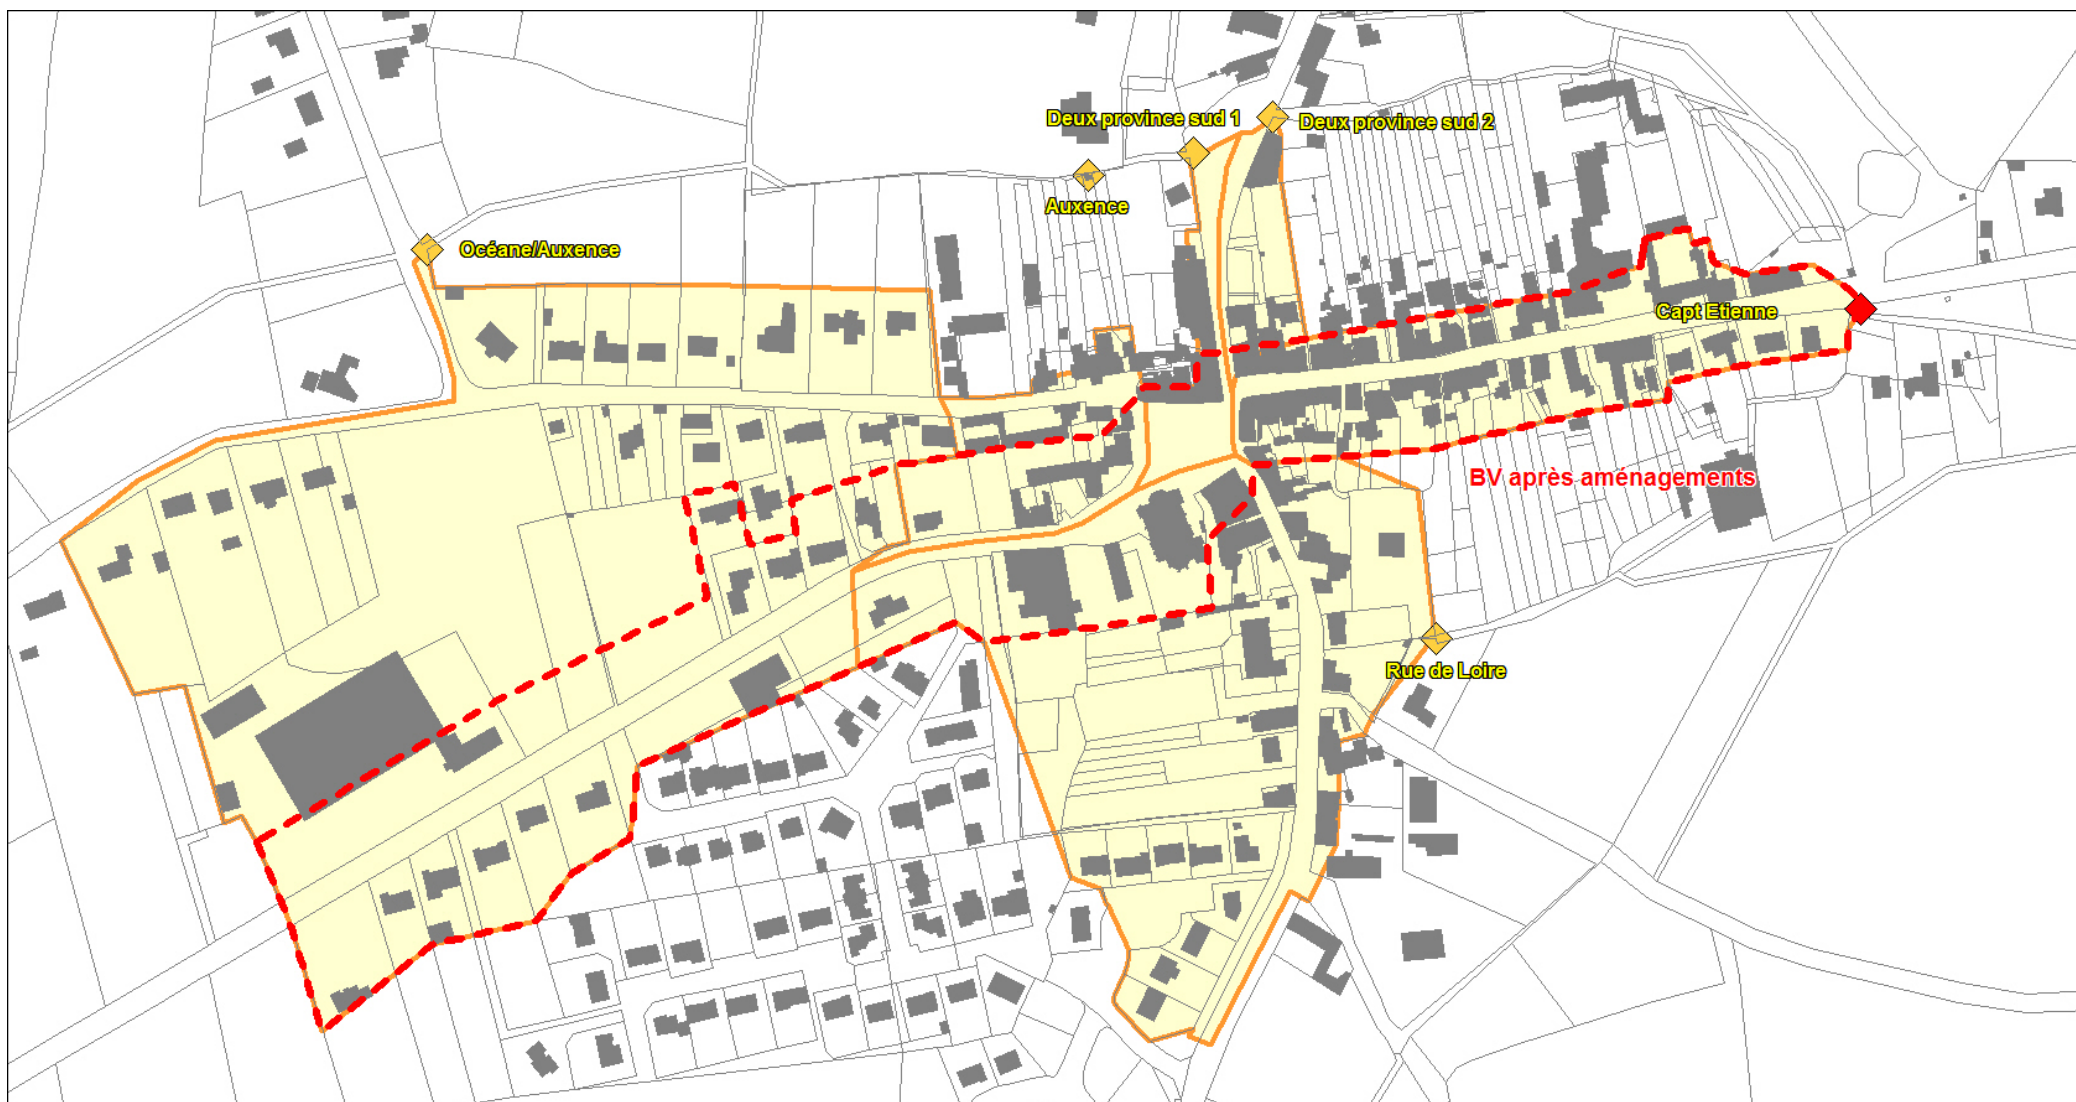 Deux province sud 1
Deux province sud 2
Auxence
Océane/Auxence
Capt Etienne
BV après aménagements
Rue de Loire